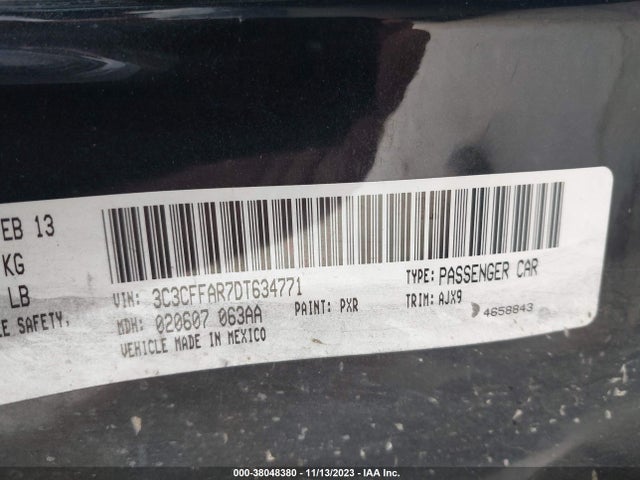 EB 13
KG
LB
E SAFETY,
VIN: 3C3CFFAR7DT634771
TYPE: PASSENGER CAR
MDH: 020607 063AA
PAINT: PXR
TRIM: AJX9
VEHICLE MADE IN MEXICO
4658843
000-38048380 - 11/13/2023 - IAA Inc.